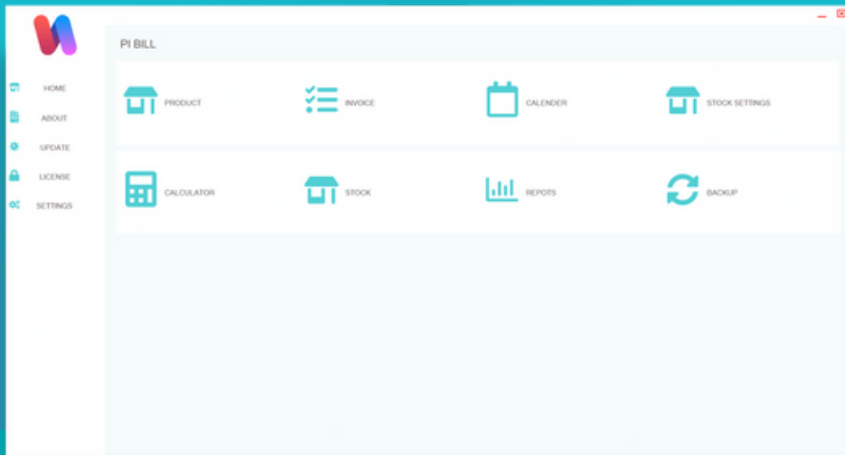 PI BILL
HOME
ABOUT
UPDATE
LICENSE
SETTINGS
PRODUCT
INVOICE
CALENDER
STOCK SETTINGS
CALCULATOR
STOCK
REPOTS
BACKUP